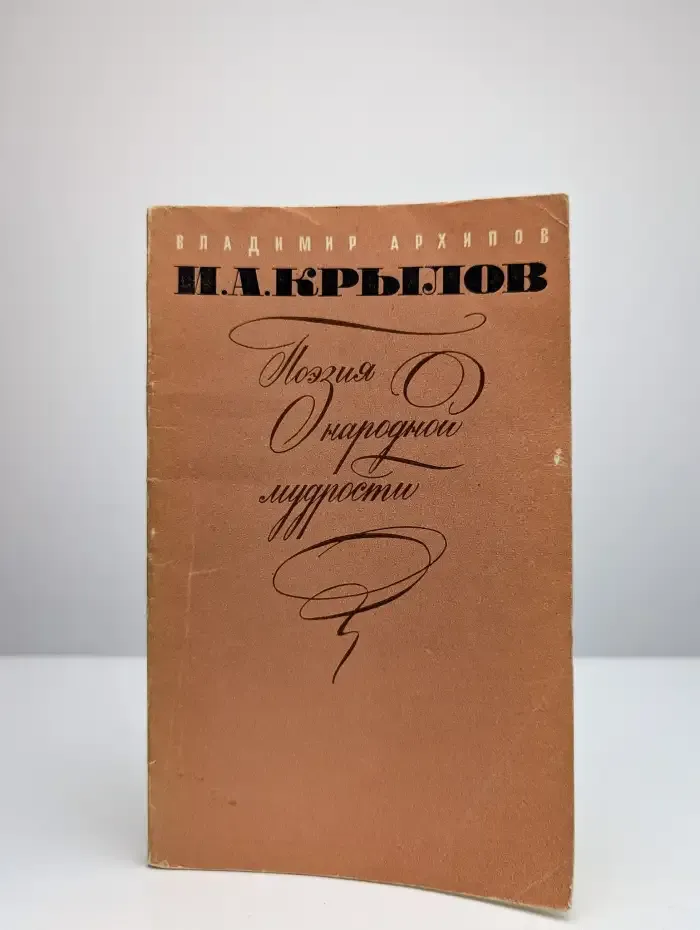 ВЛАДИМИР АРХИПОВ
И.А.КРЫЛОВ
Поэзия
народной
мудрости